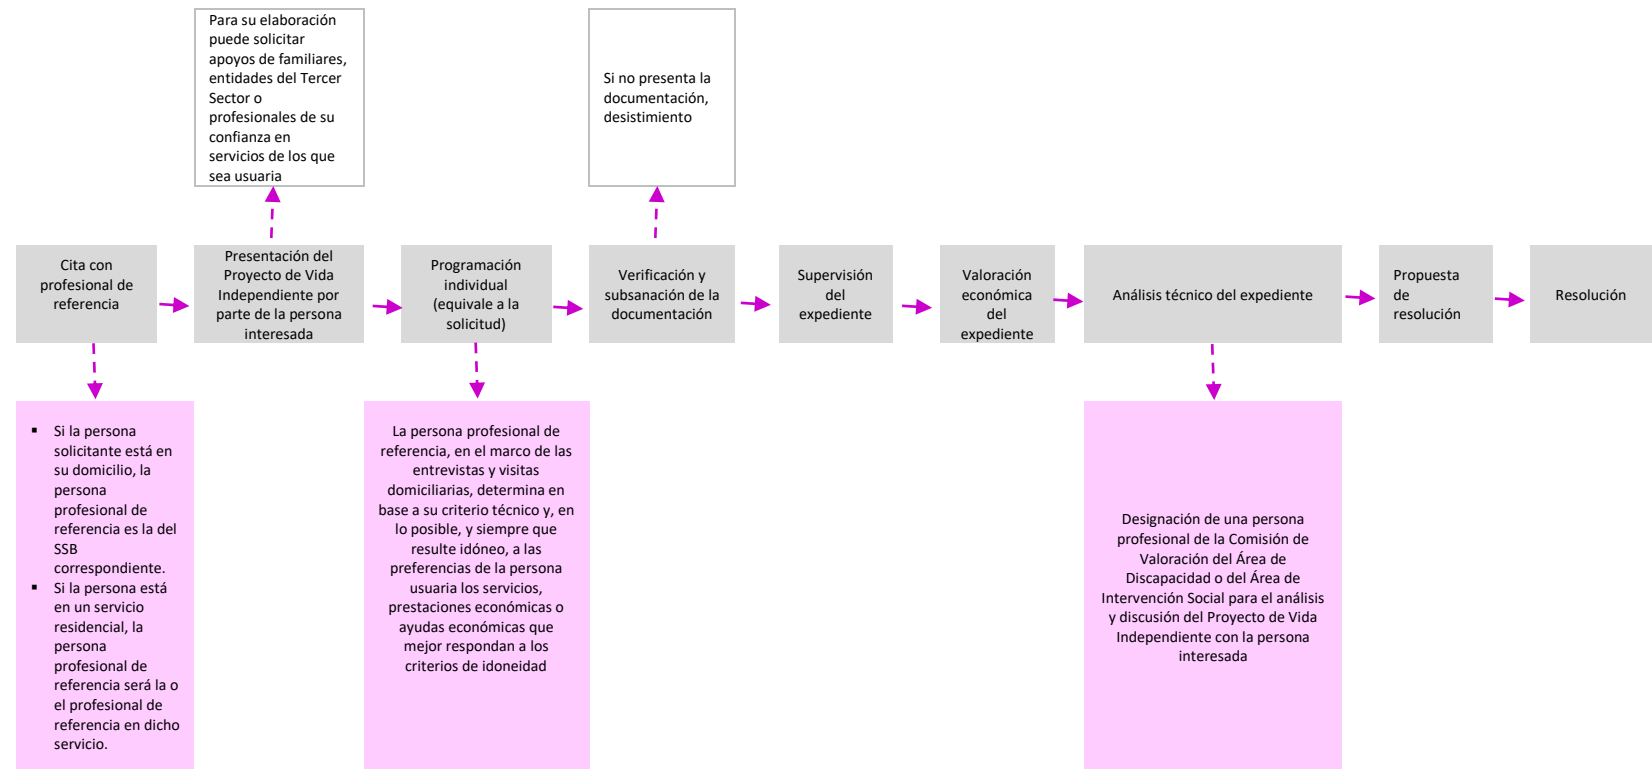 Para su elaboración
puede solicitar
apoyos de familiares,
entidades del Tercer
Sector o
profesionales de su
confianza en
servicios de los que
sea usuaria
Si no presenta la
documentación,
desistimiento
Cita con
profesional de
referencia
Presentación del
Proyecto de Vida
Independiente por
parte de la persona
interesada
Programación
individual
(equivale a la
solicitud)
Verificación y
subsanación de la
documentación
Supervisión
del
expediente
Valoración
económica
del
expediente
Análisis técnico del expediente
Propuesta
de
resolución
Resolución
▪ Si la persona
solicitante está en
su domicilio, la
persona
profesional de
referencia es la del
SSB
correspondiente.
▪ Si la persona está
en un servicio
residencial, la
persona
profesional de
referencia será la o
el profesional de
referencia en dicho
servicio.
La persona profesional de
referencia, en el marco de las
entrevistas y visitas
domiciliarias, determina en
base a su criterio técnico y, en
lo posible, y siempre que
resulte idóneo, a las
preferencias de la persona
usuaria los servicios,
prestaciones económicas o
ayudas económicas que
mejor respondan a los
criterios de idoneidad
Designación de una persona
profesional de la Comisión de
Valoración del Área de
Discapacidad o del Área de
Intervención Social para el análisis
y discusión del Proyecto de Vida
Independiente con la persona
interesada